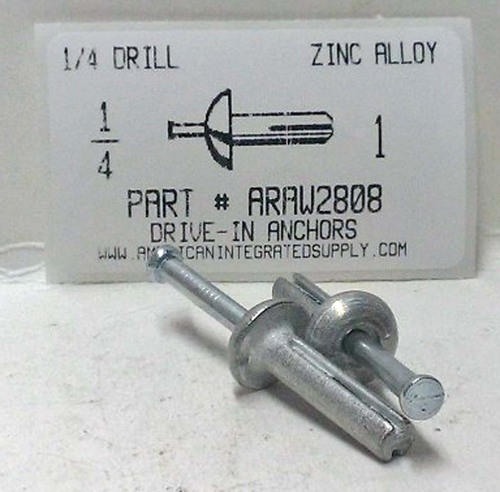 1/4 DRILL ZINC ALLOY
1/4 1
PART # ARAW2808
DRIVE-IN ANCHORS
WWW.AMERICANINTEGRATEDSUPPLY.COM